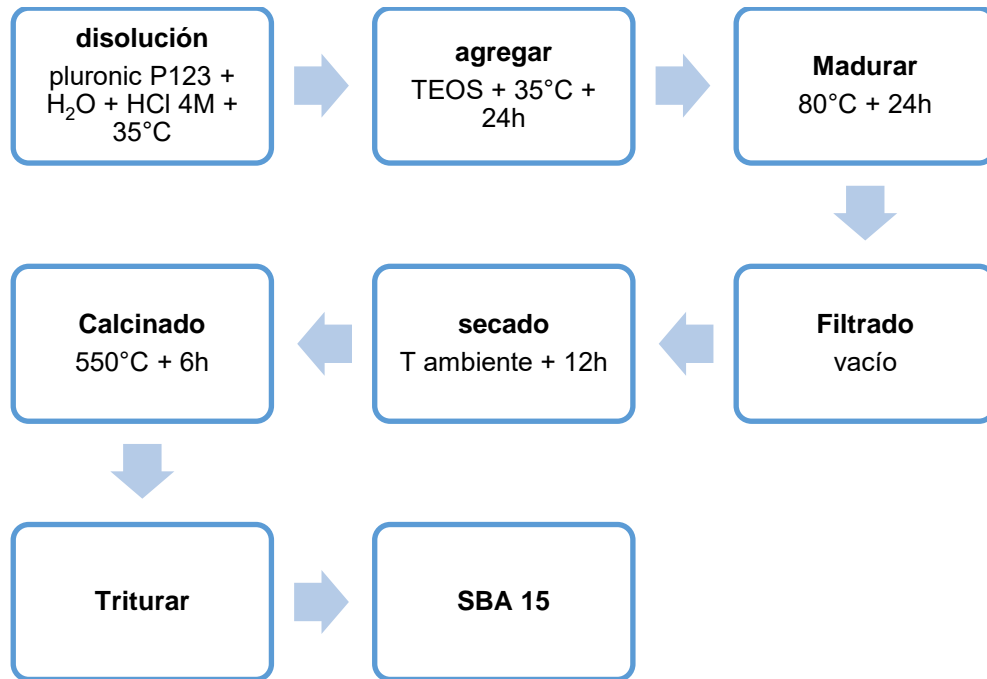 disolución
pluronic P123 +
H₂O + HCl 4M +
35°C
agregar
TEOS + 35°C +
24h
Madurar
80°C + 24h
Filtrado
vacío
secado
T ambiente + 12h
Calcinado
550°C + 6h
Triturar
SBA 15